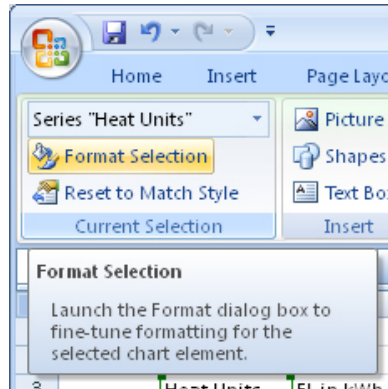 Home Insert Page Layo
Series "Heat Units" Picture
Format Selection Shapes
Reset to Match Style Text Bo
Current Selection Insert
Format Selection
Launch the Format dialog box to
fine-tune formatting for the
selected chart element.
3 Heat Units El in kWh